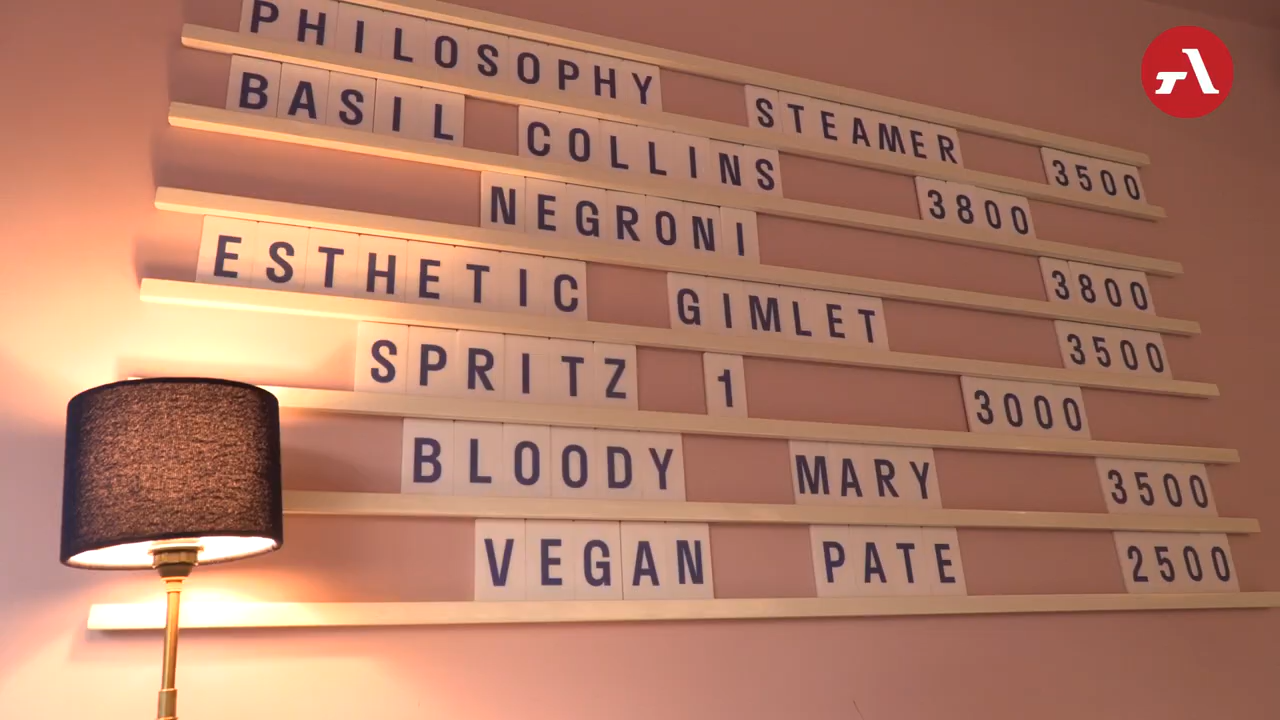 PHILOSOPHY STEAMER 3500
BASIL COLLINS 3800
NEGRONI 3800
ESTHETIC GIMLET 3500
SPRITZ 1 3000
BLOODY MARY 3500
VEGAN PATE 2500